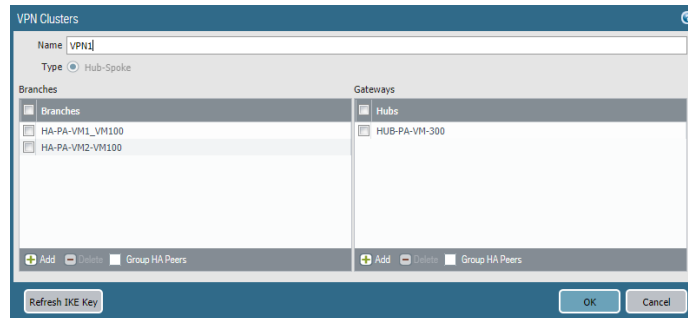 VPN Clusters
Name VPN1
Type Hub-Spoke
Branches
Branches
HA-PA-VM1_VM100
HA-PA-VM2-VM100
Add Delete Group HA Peers
Gateways
Hubs
HUB-PA-VM-300
Add Delete Group HA Peers
Refresh IKE Key
OK Cancel